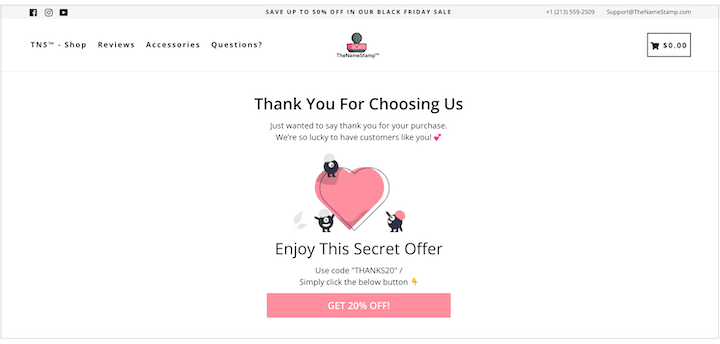 SAVE UP TO 50% OFF IN OUR BLACK FRIDAY SALE
+1 (213) 559-2509
Support@TheNameStamp.com
TNS™ - Shop
Reviews
Accessories
Questions?
TheNameStamp™
$0.00
Thank You For Choosing Us
Just wanted to say thank you for your purchase.
We're so lucky to have customers like you! 💕
Enjoy This Secret Offer
Use code "THANKS20" /
Simply click the below button 👇
GET 20% OFF!